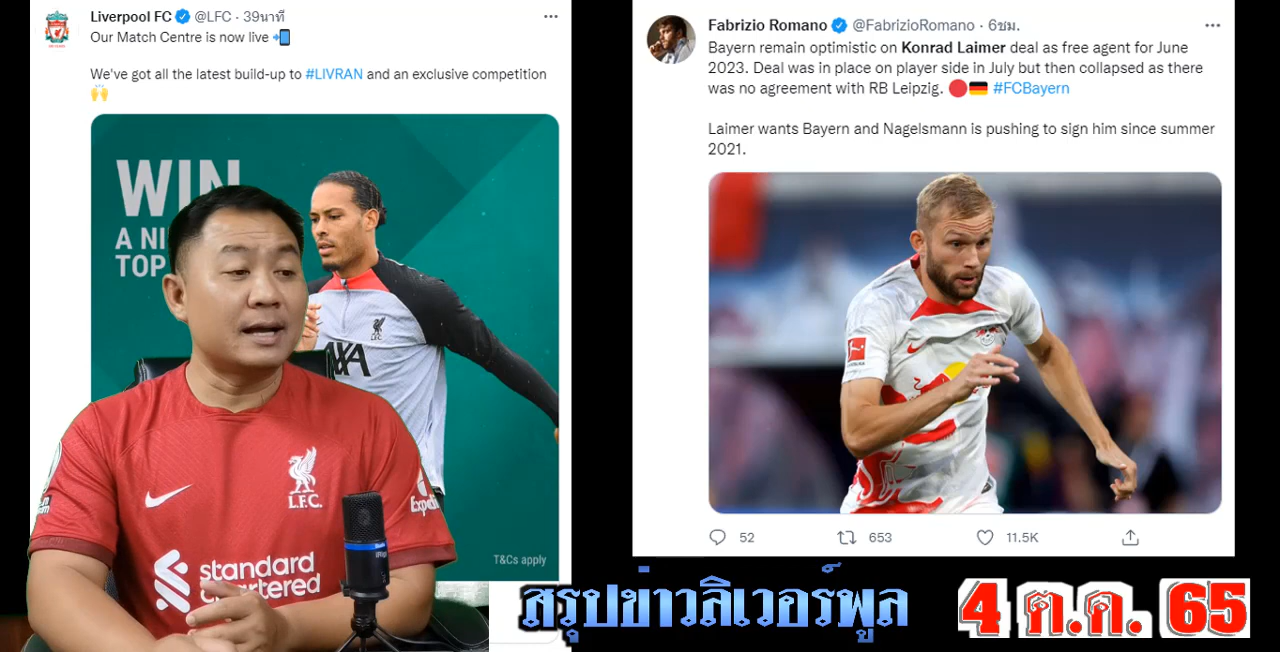 Liverpool FC @LFC · 39นาที
Our Match Centre is now live
We've got all the latest build-up to #LIVRAN and an exclusive competition
WIN
A NI
TOP
AXA
L.F.C.
standard
chartered
T&Cs apply
Fabrizio Romano @FabrizioRomano · 6ชม.
Bayern remain optimistic on Konrad Laimer deal as free agent for June
2023. Deal was in place on player side in July but then collapsed as there
was no agreement with RB Leipzig. #FCBayern
Laimer wants Bayern and Nagelsmann is pushing to sign him since summer
2021.
52 653 11.5K
สรุปข่าวลิเวอร์พูล 4 ต.ค. 65